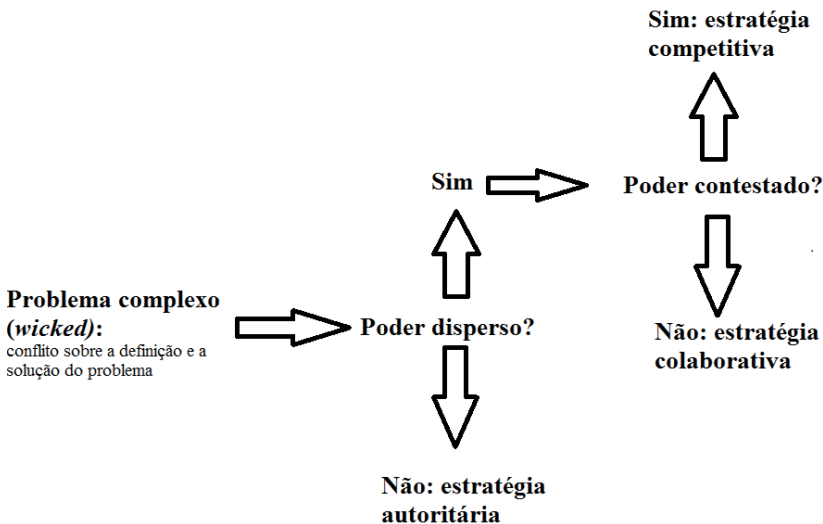 Problema complexo
(wicked):
conflito sobre a definição e a
solução do problema
Poder disperso?
Sim
Não: estratégia
autoritária
Poder contestado?
Sim: estratégia
competitiva
Não: estratégia
colaborativa